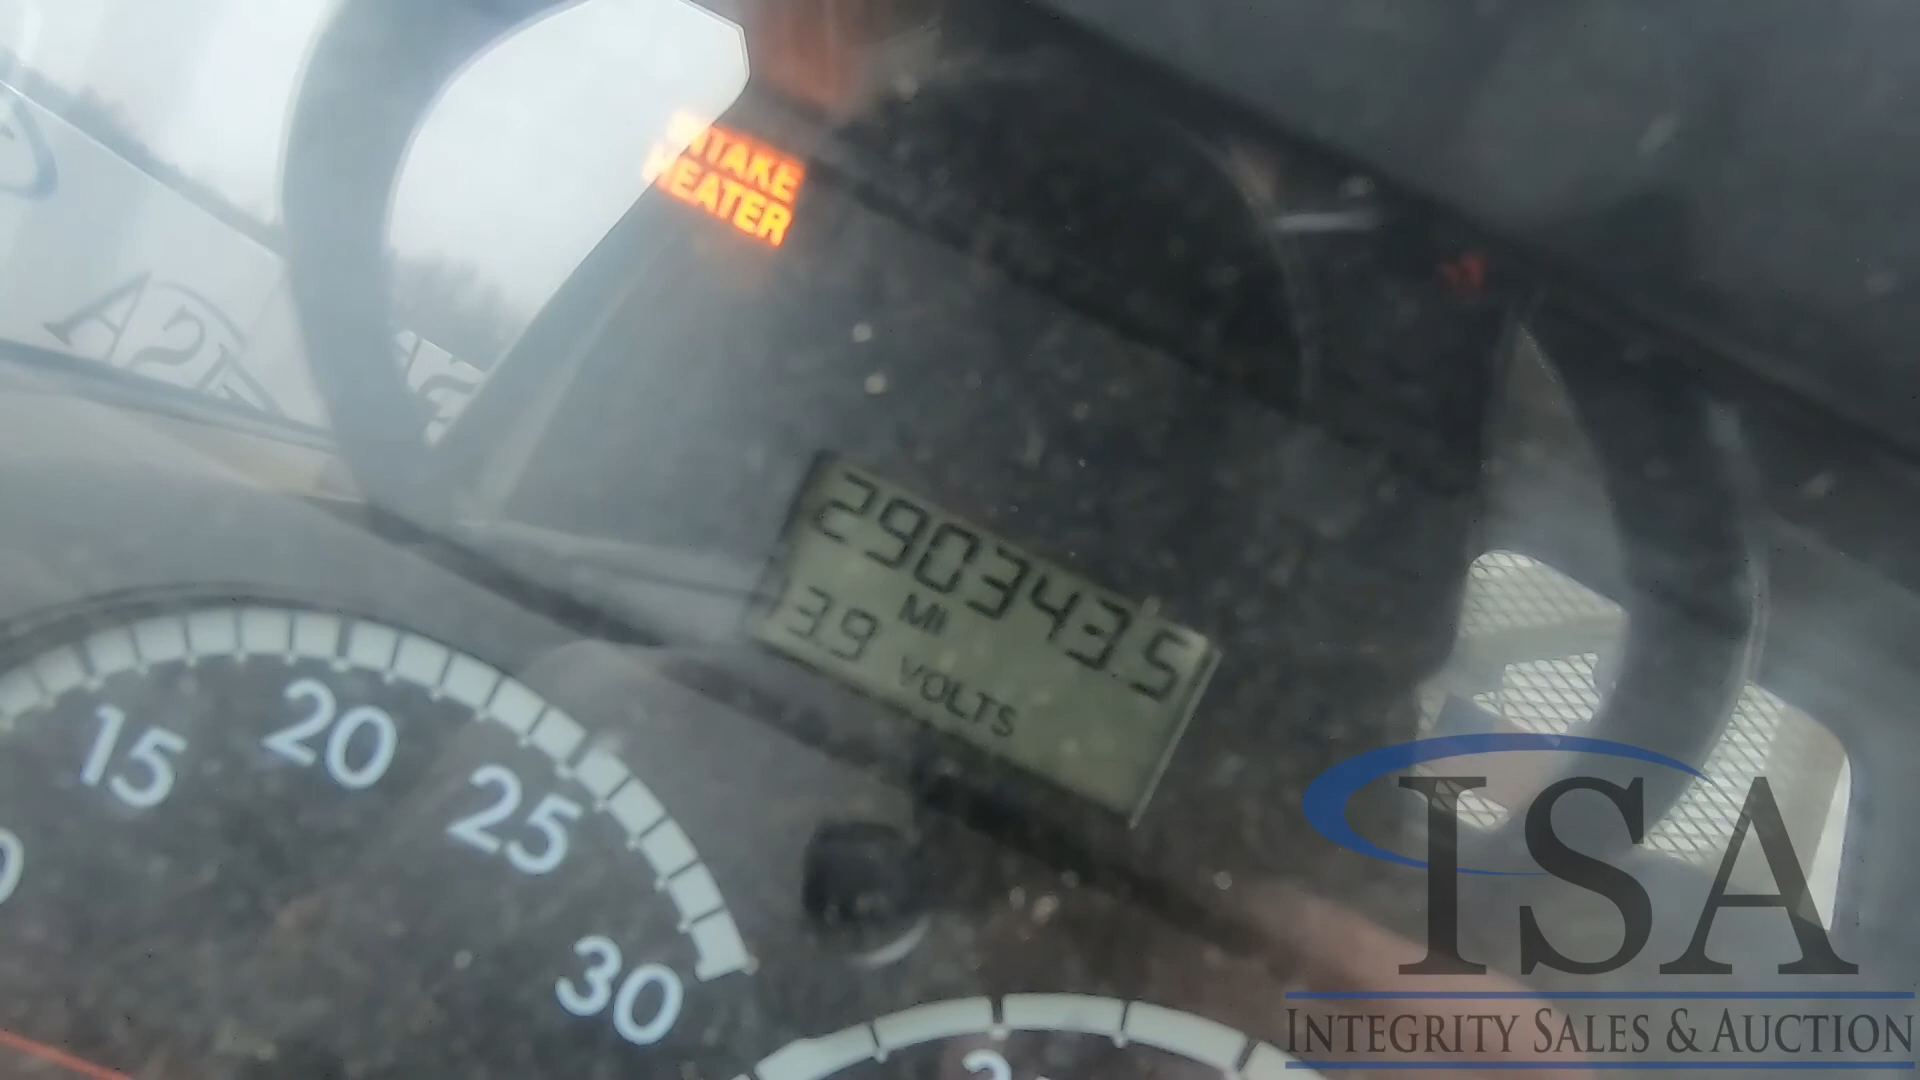 INTAKE
HEATER
290343.5
MI
3.9
VOLTS
15
20
25
30
ISA
INTEGRITY SALES & AUCTION